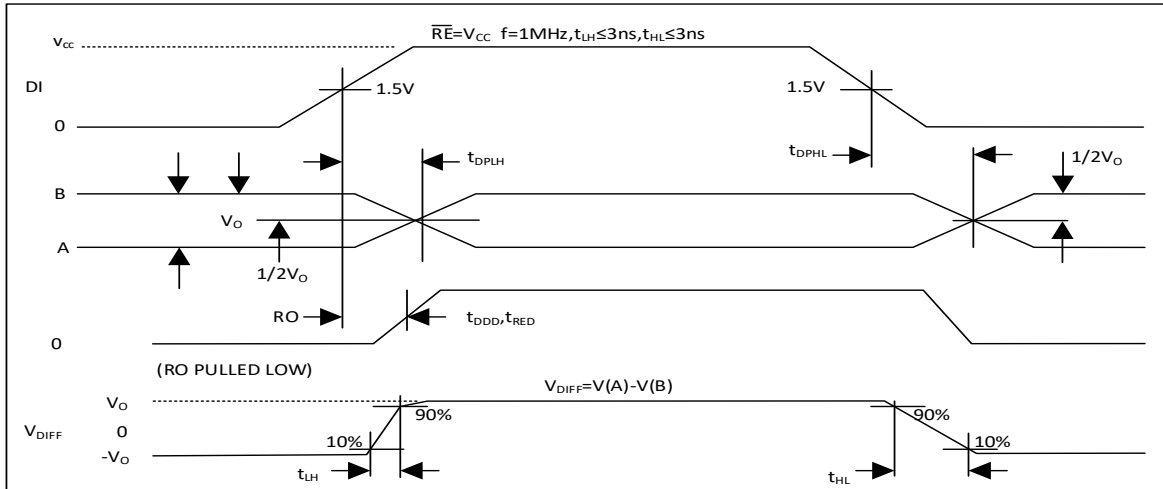 vcc
RE=VCC f=1MHz,tLH≤3ns,tHL≤3ns
DI
1.5V
1.5V
0
tDPLH
tDPHL
1/2VO
B
VO
A
1/2VO
RO
tDDD,tRED
0
(RO PULLED LOW)
VDIFF=V(A)-V(B)
VO
90%
90%
VDIFF
0
10%
10%
-VO
tLH
tHL